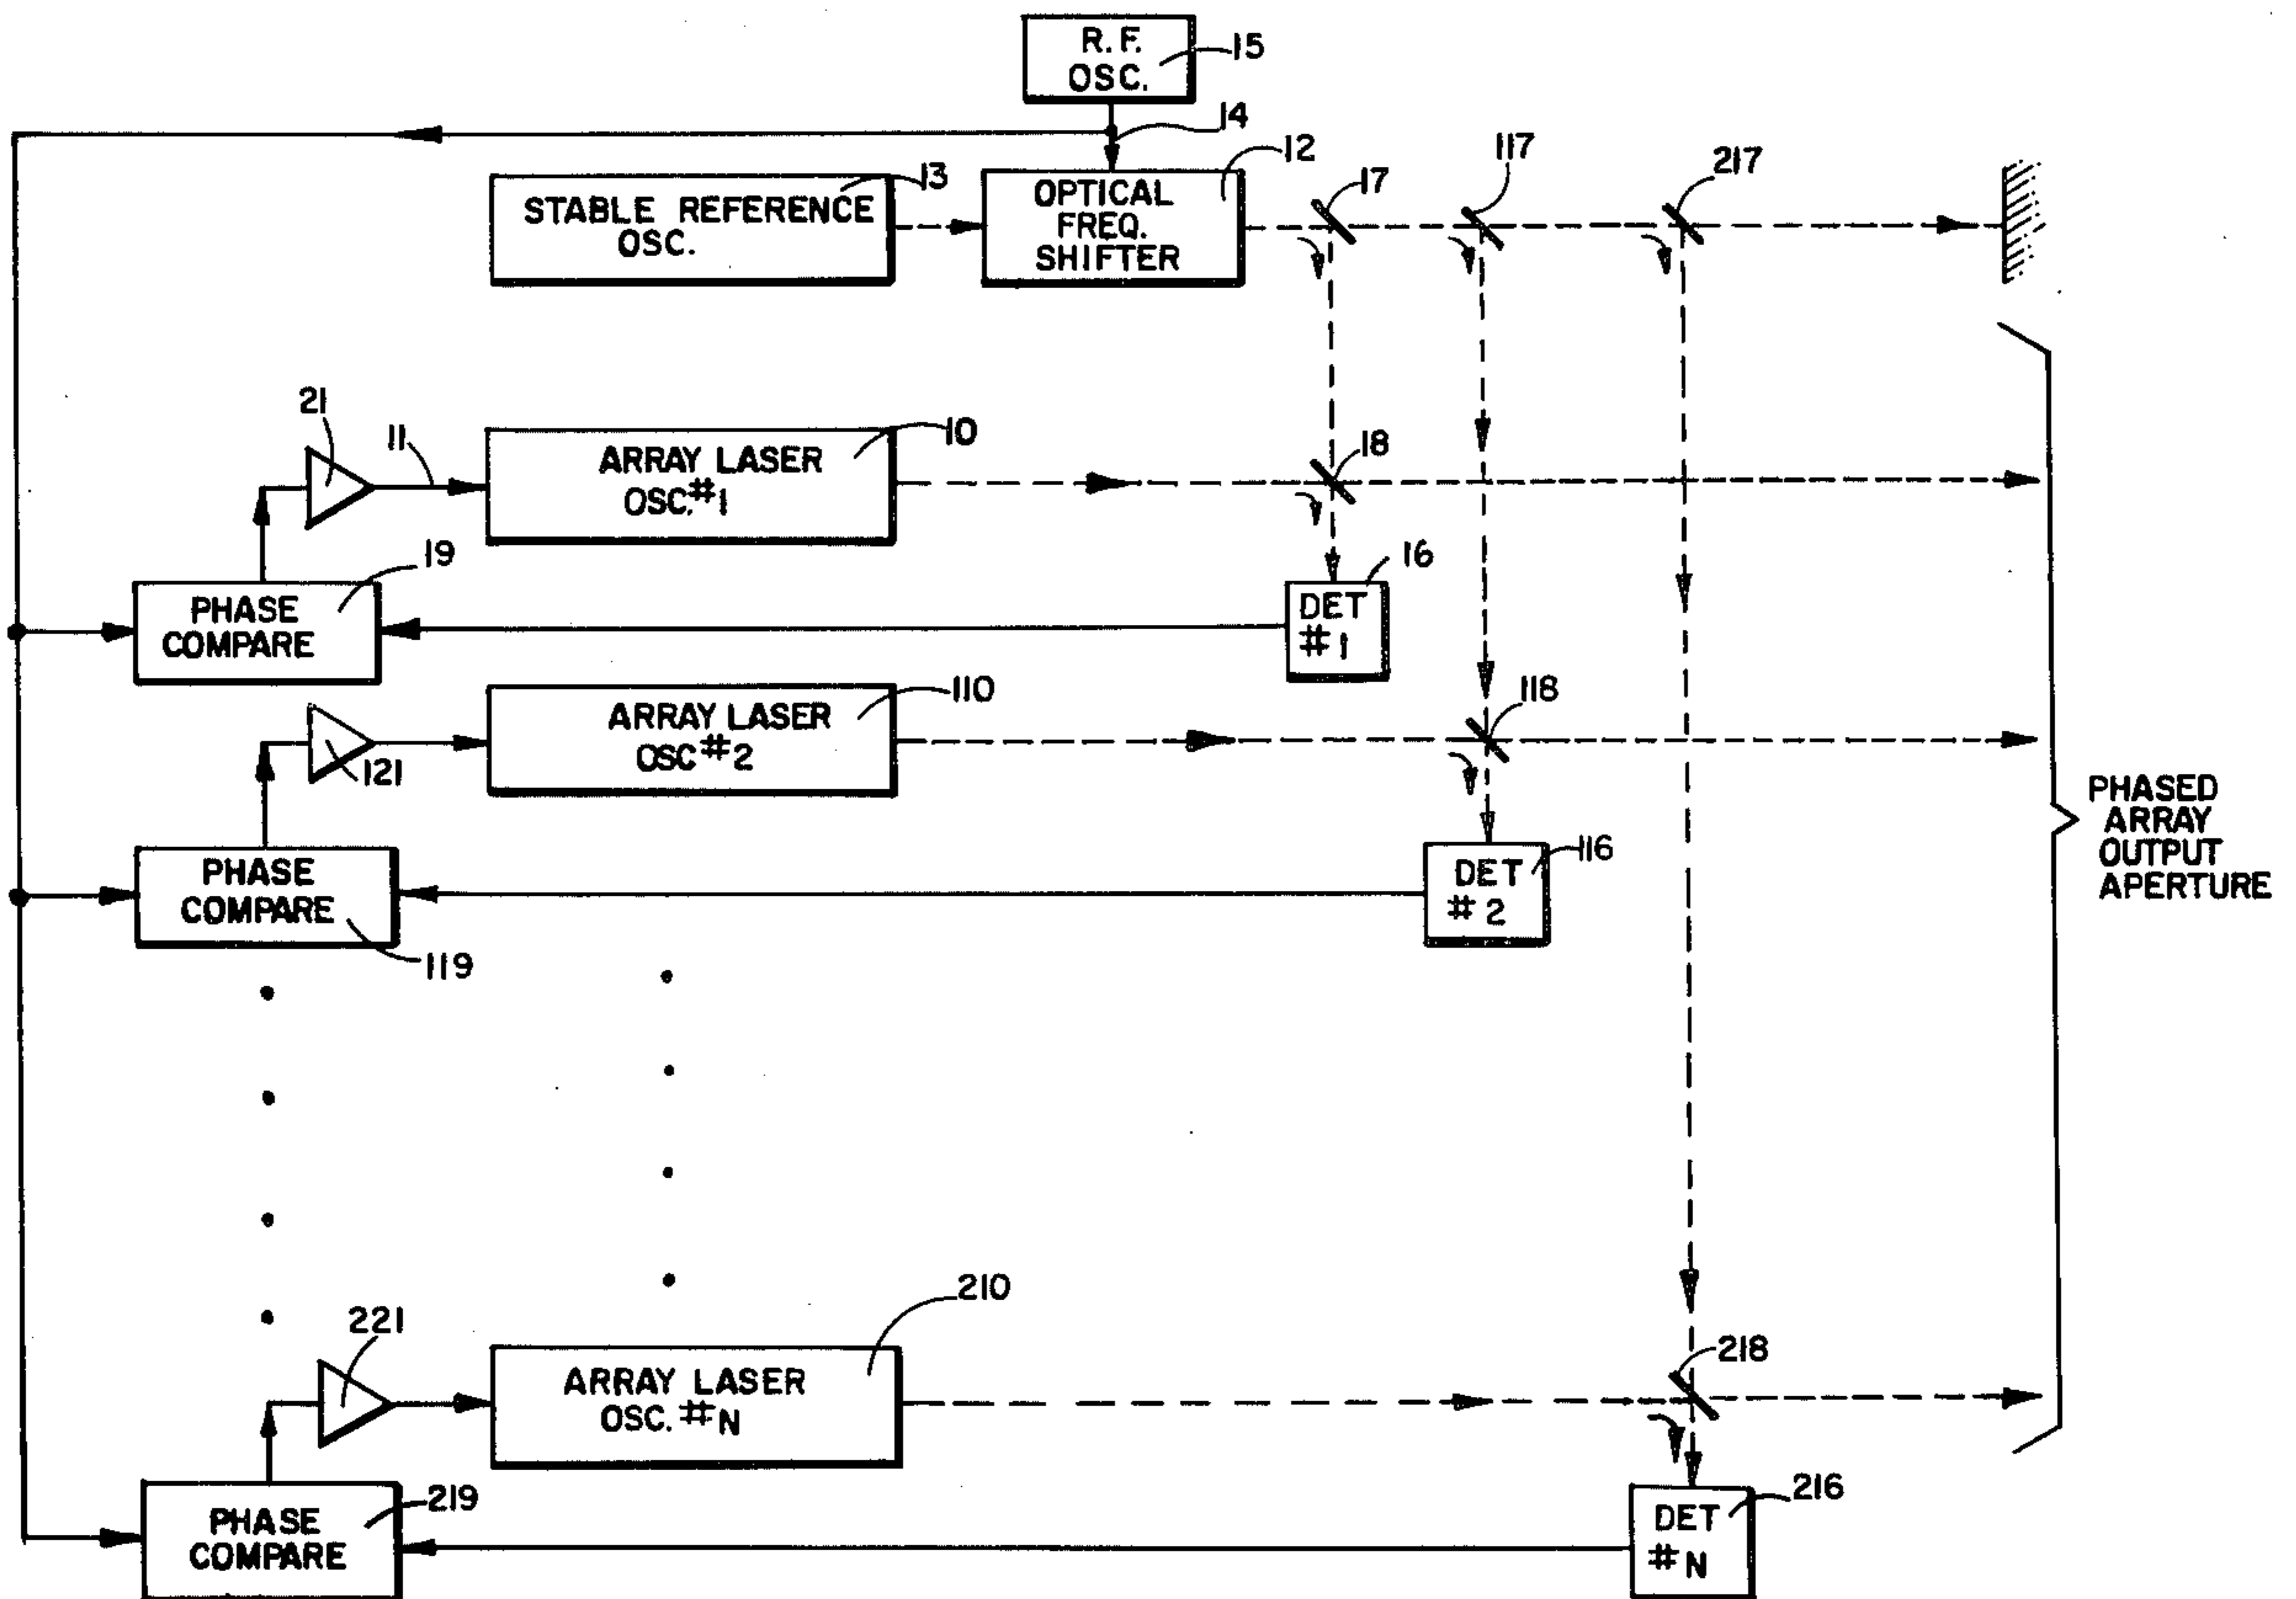 R.F.
OSC.
15
14
STABLE REFERENCE
OSC.
13
OPTICAL
FREQ.
SHIFTER
12
17
117
217
21
11
ARRAY LASER
OSC.#1
10
18
PHASE
COMPARE
19
DET
#1
16
121
ARRAY LASER
OSC#2
110
118
PHASE
COMPARE
119
DET
#2
116
PHASED
ARRAY
OUTPUT
APERTURE
221
ARRAY LASER
OSC. #N
210
218
PHASE
COMPARE
219
DET
#N
216